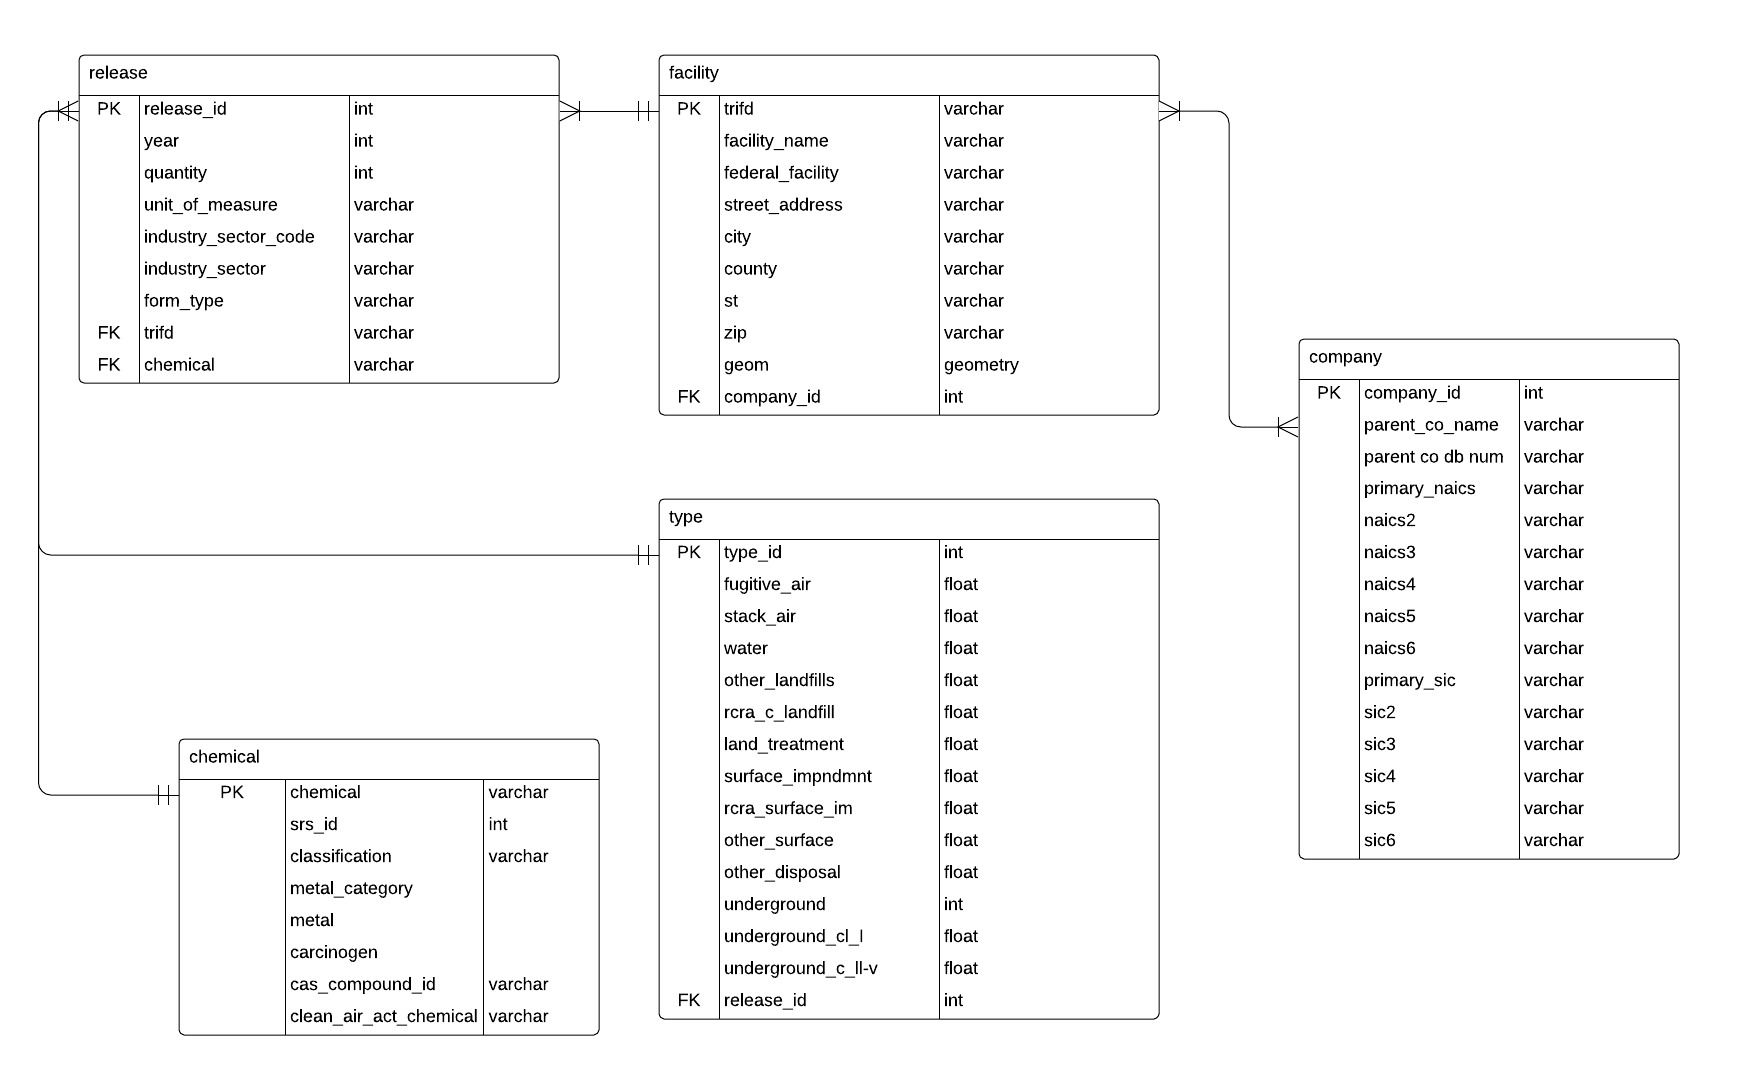 release
PK release_id int
year int
quantity int
unit_of_measure varchar
industry_sector_code varchar
industry_sector varchar
form_type varchar
FK trifd varchar
FK chemical varchar
facility
PK trifd varchar
facility_name varchar
federal_facility varchar
street_address varchar
city varchar
county varchar
st varchar
zip varchar
geom geometry
FK company_id int
company
PK company_id int
parent_co_name varchar
parent co db num varchar
primary_naics varchar
naics2 varchar
naics3 varchar
naics4 varchar
naics5 varchar
naics6 varchar
primary_sic varchar
sic2 varchar
sic3 varchar
sic4 varchar
sic5 varchar
sic6 varchar
type
PK type_id int
fugitive_air float
stack_air float
water float
other_landfills float
rcra_c_landfill float
land_treatment float
surface_impndmnt float
rcra_surface_im float
other_surface float
other_disposal float
underground int
underground_cl_I float
underground_c_II-v float
FK release_id int
chemical
PK chemical varchar
srs_id int
classification varchar
metal_category
metal
carcinogen
cas_compound_id varchar
clean_air_act_chemical varchar